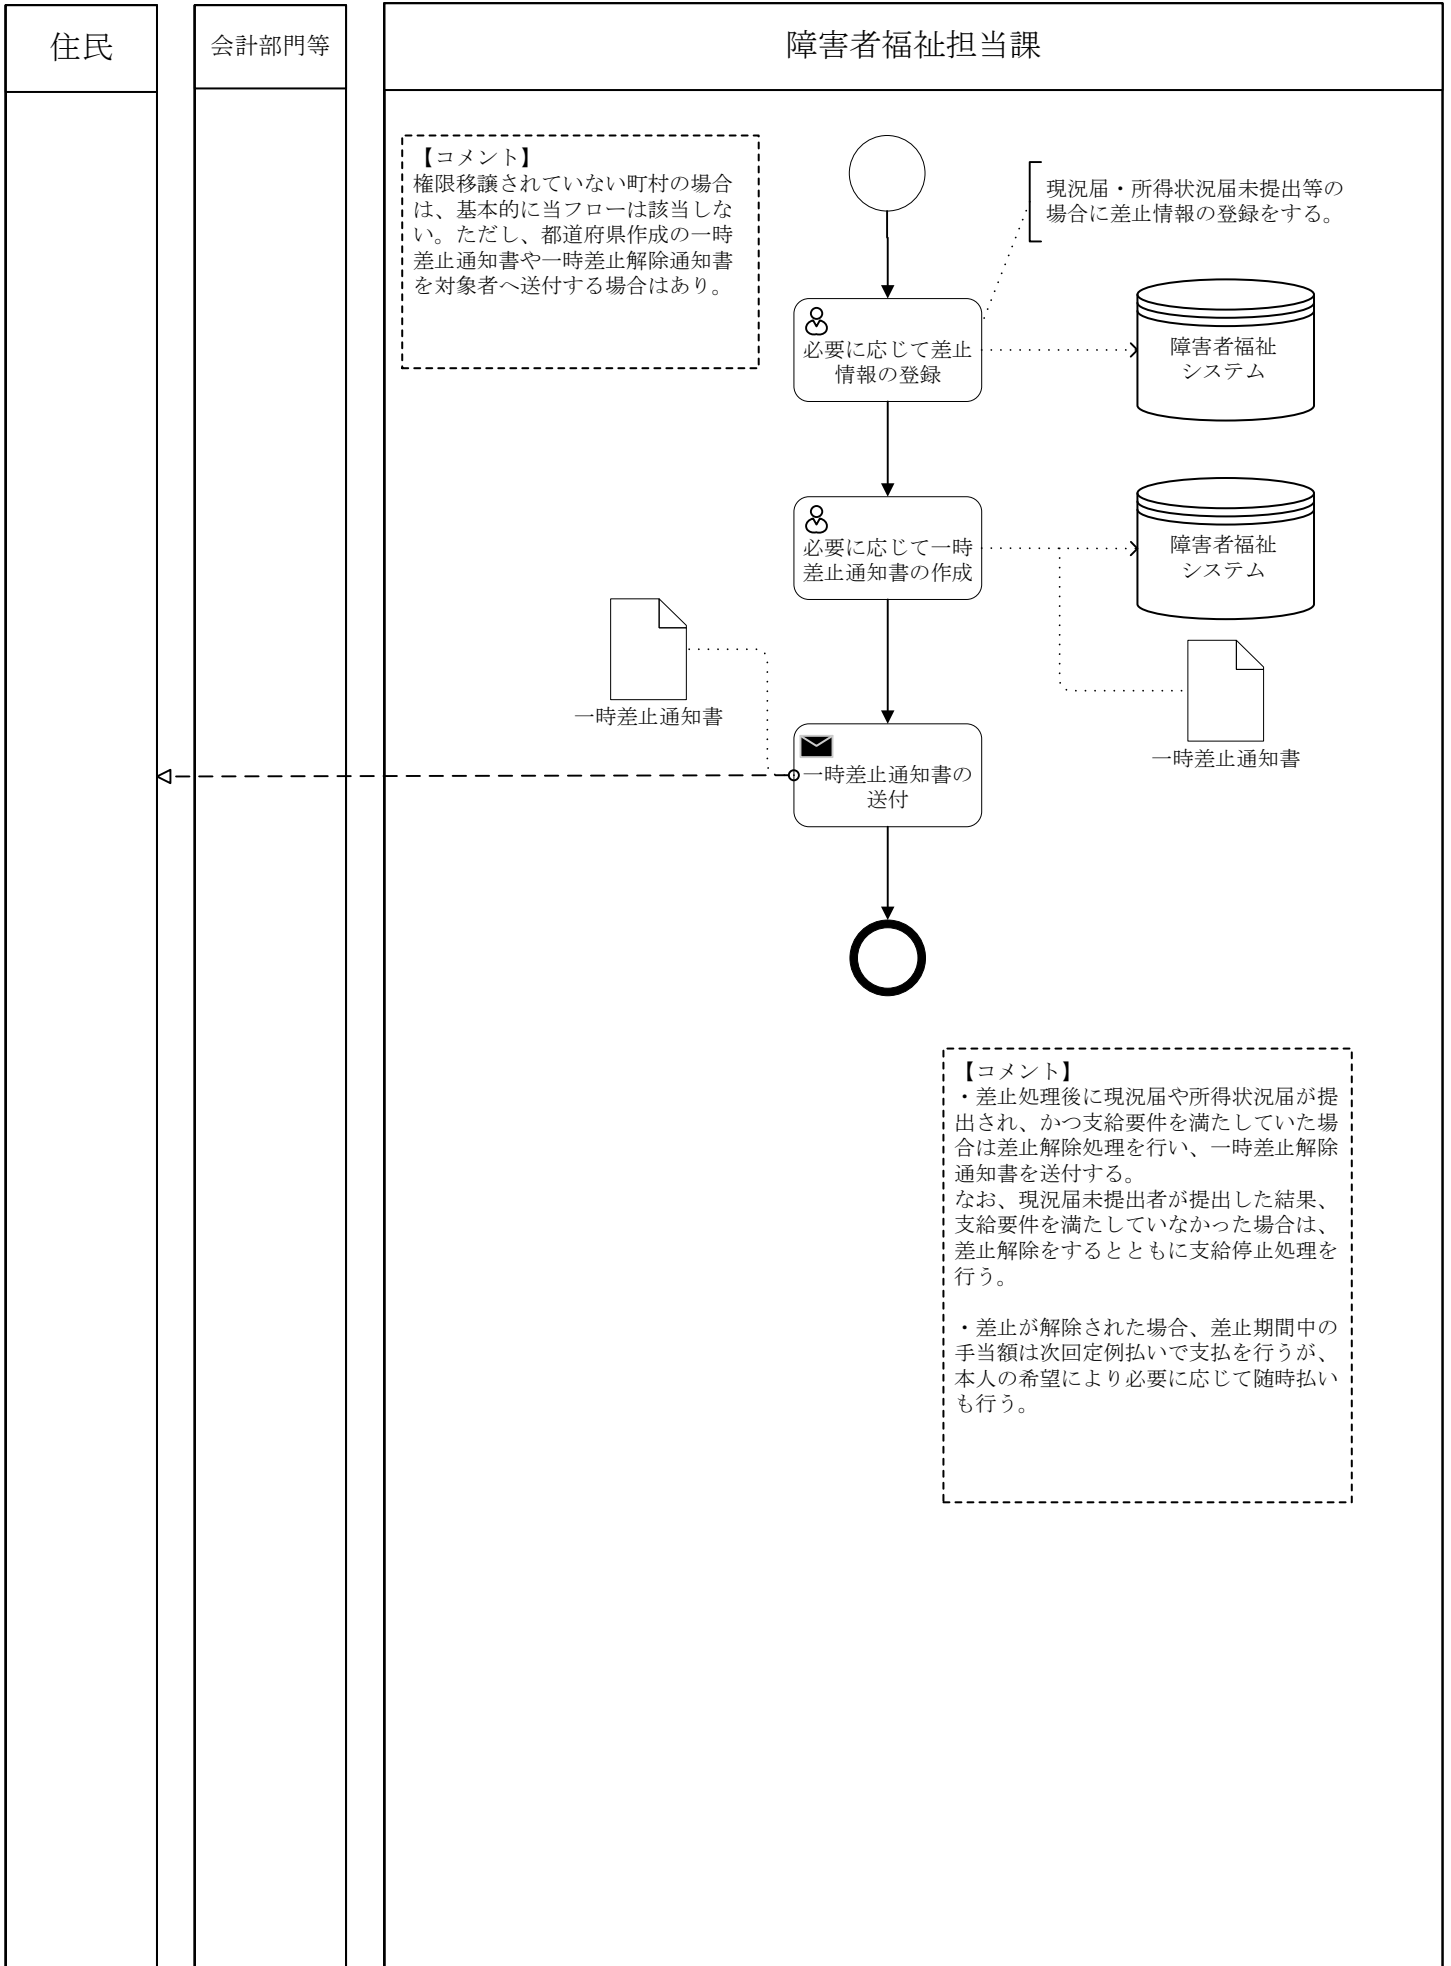 住民
会計部門等
障害者福祉担当課
【コメント】
権限移譲されていない町村の場合
は、基本的に当フローは該当しな
い。ただし、都道府県作成の一時
差止通知書や一時差止解除通知書
を対象者へ送付する場合はあり。
現況届・所得状況届未提出等の
場合に差止情報の登録をする。
必要に応じて差止
情報の登録
障害者福祉
システム
必要に応じて一時
差止通知書の作成
障害者福祉
システム
一時差止通知書
一時差止通知書
一時差止通知書の
送付
【コメント】
・差止処理後に現況届や所得状況届が提
出され、かつ支給要件を満たしていた場
合は差止解除処理を行い、一時差止解除
通知書を送付する。
なお、現況届未提出者が提出した結果、
支給要件を満たしていなかった場合は、
差止解除をするとともに支給停止処理を
行う。
・差止が解除された場合、差止期間中の
手当額は次回定例払いで支払を行うが、
本人の希望により必要に応じて随時払い
も行う。